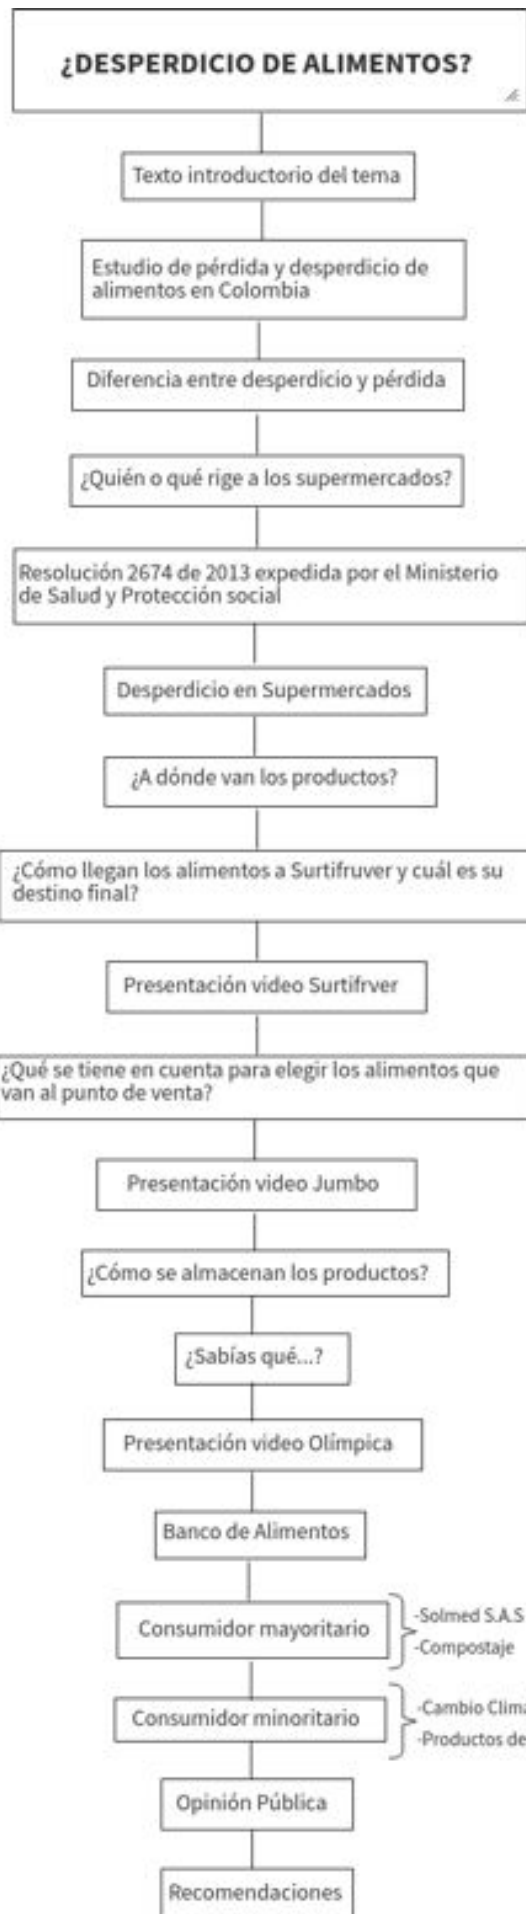 ¿DESPERDICIO DE ALIMENTOS?
Texto introductorio del tema
Estudio de pérdida y desperdicio de
alimentos en Colombia
Diferencia entre desperdicio y pérdida
¿Quién o qué rige a los supermercados?
Resolución 2674 de 2013 expedida por el Ministerio
de Salud y Protección social
Desperdicio en Supermercados
¿A dónde van los productos?
¿Cómo llegan los alimentos a Surtifruver y cuál es su
destino final?
Presentación video Surtifrver
¿Qué se tiene en cuenta para elegir los alimentos que
van al punto de venta?
Presentación video Jumbo
¿Cómo se almacenan los productos?
¿Sabías qué...?
Presentación video Olímpica
Banco de Alimentos
Consumidor mayoritario
-Solmed S.A.S
-Compostaje
Consumidor minoritario
-Cambio
-Productos de
Opinión Pública
Recomendaciones